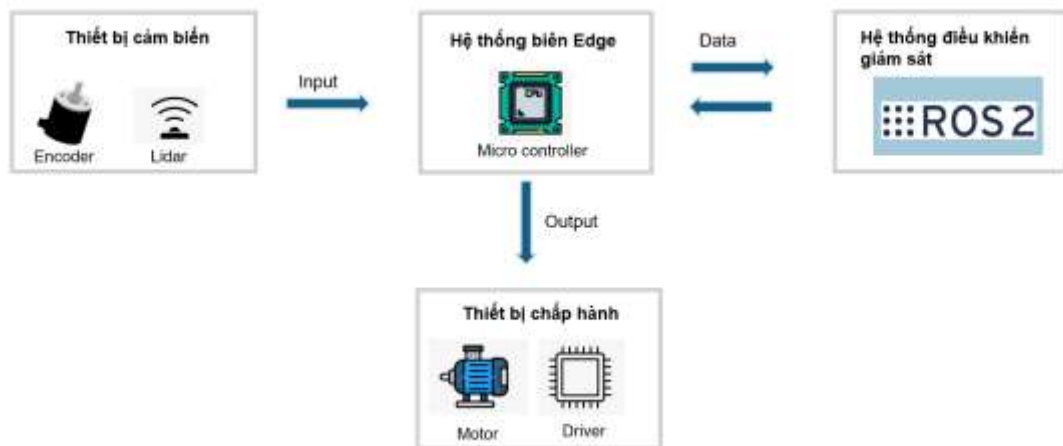 Thiết bị cảm biến
Encoder
Lidar
Input
Hệ thống biên Edge
CPU
Micro controller
Data
Hệ thống điều khiển
giám sát
ROS 2
Output
Thiết bị chấp hành
Motor
Driver